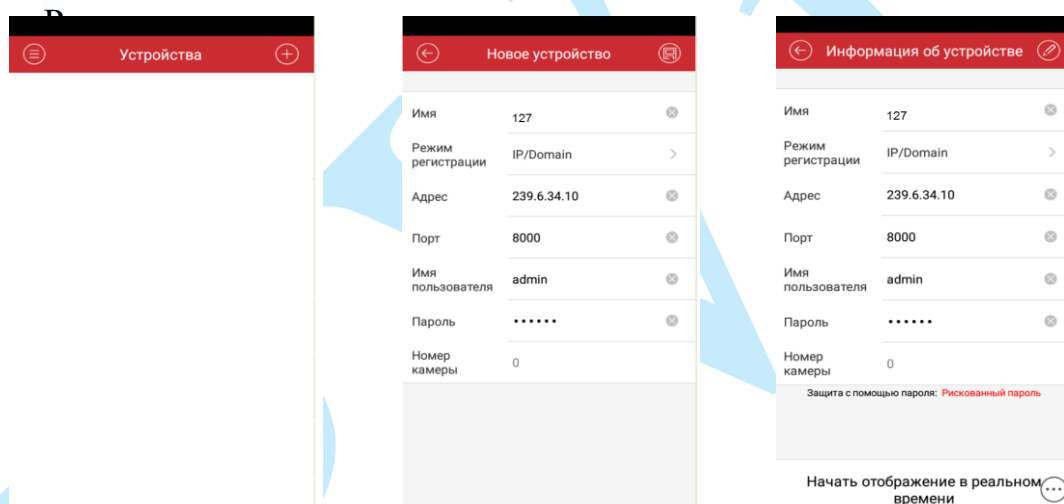 Устройства
Новое устройство
Имя
127
Режим
регистрации
IP/Domain
Адрес
239.6.34.10
Порт
8000
Имя
пользователя
admin
Пароль
••••••
Номер
камеры
0
Информация об устройстве
Имя
127
Режим
регистрации
IP/Domain
Адрес
239.6.34.10
Порт
8000
Имя
пользователя
admin
Пароль
••••••
Номер
камеры
0
Защита с помощью пароля: Рискованный пароль
Начать отображение в реальном
времени